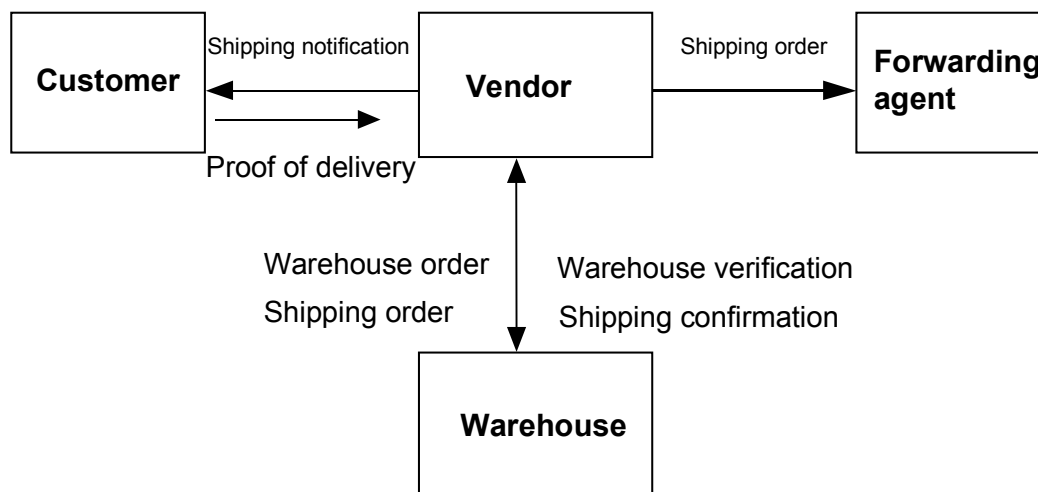 Shipping notification
Shipping order
Customer
Vendor
Forwarding
agent
Proof of delivery
Warehouse order
Warehouse verification
Shipping order
Shipping confirmation
Warehouse